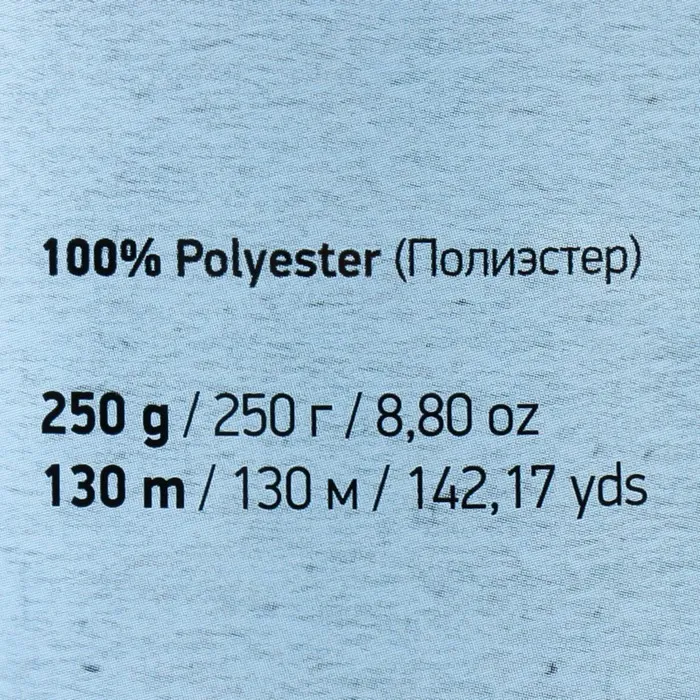 100% Polyester (Полиэстер)
250 g / 250 г / 8,80 oz
130 m / 130 м / 142,17 yds